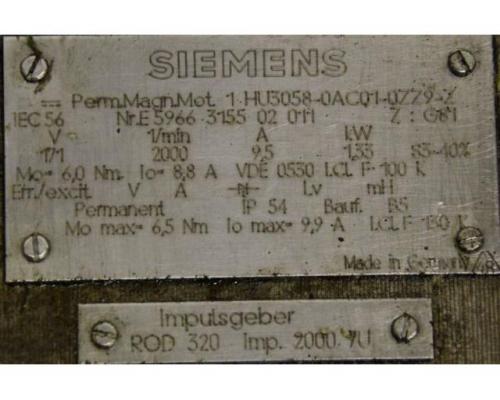 SIEMENS
Perm.Magn.Mot. 1 HU3058-0AC01-0ZZ9-Z
IEC 56 Nr.E 5966 3155 02 011 Z: G81
V 1/min A kW
171 2000 9,5 1,33 S3-40%
Mo= 6,0 Nm Io= 8,8 A VDE 0530 I.CL F- 100 K
Err./excit. V A Lv mH
Permanent IP 54 Bauf. B5
Mo max= 6,5 Nm Io max= 9,9 A I.CL F 130 K
Made in Germany
Impulsgeber
ROD 320 Imp. 2000 /U